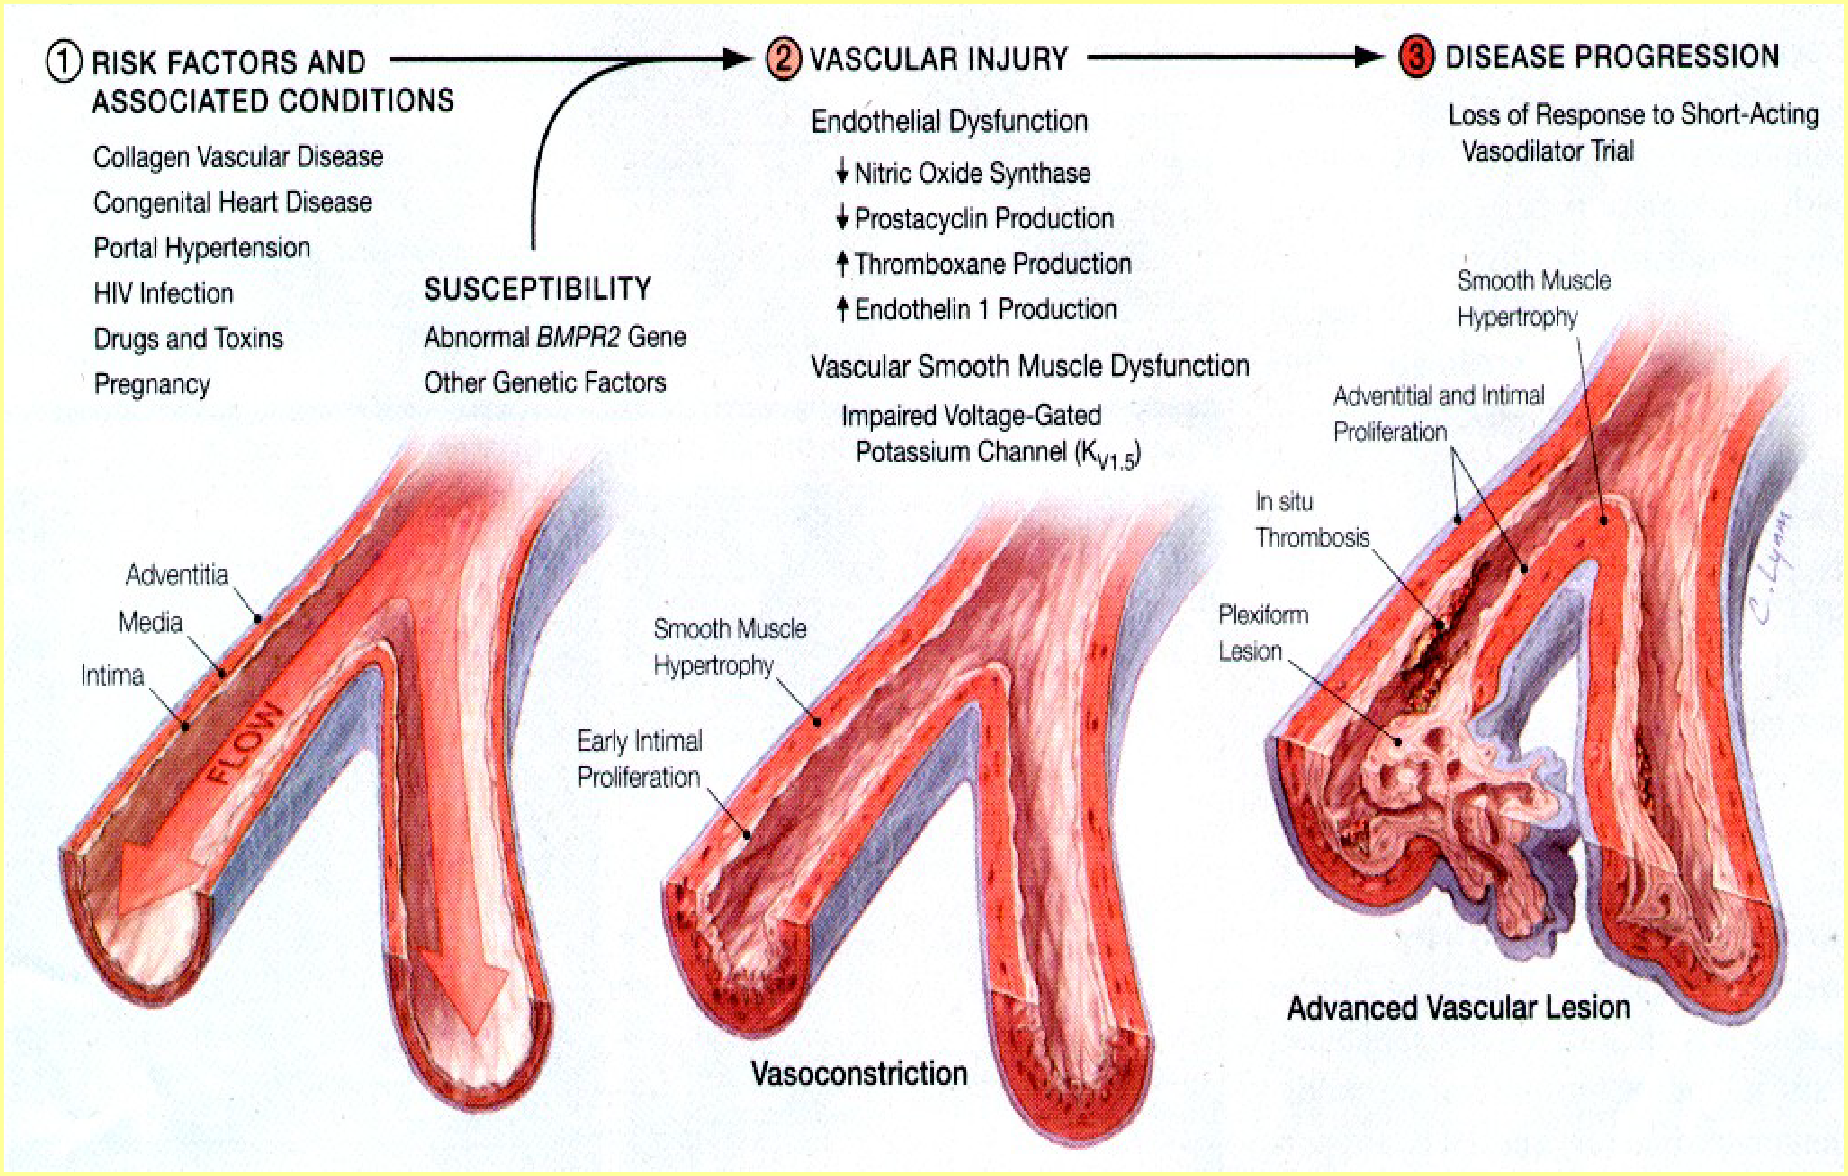 1 RISK FACTORS AND
ASSOCIATED CONDITIONS
Collagen Vascular Disease
Congenital Heart Disease
Portal Hypertension
HIV Infection
Drugs and Toxins
Pregnancy
SUSCEPTIBILITY
Abnormal BMPR2 Gene
Other Genetic Factors
2 VASCULAR INJURY
Endothelial Dysfunction
↓ Nitric Oxide Synthase
↓ Prostacyclin Production
↑ Thromboxane Production
↑ Endothelin 1 Production
Vascular Smooth Muscle Dysfunction
Impaired Voltage-Gated
Potassium Channel (KV1.5)
3 DISEASE PROGRESSION
Loss of Response to Short-Acting
Vasodilator Trial
Adventitia
Media
Intima
FLOW
Smooth Muscle
Hypertrophy
Early Intimal
Proliferation
Vasoconstriction
Smooth Muscle
Hypertrophy
Adventitial and Intimal
Proliferation
In situ
Thrombosis
Plexiform
Lesion
C. Lynm
Advanced Vascular Lesion